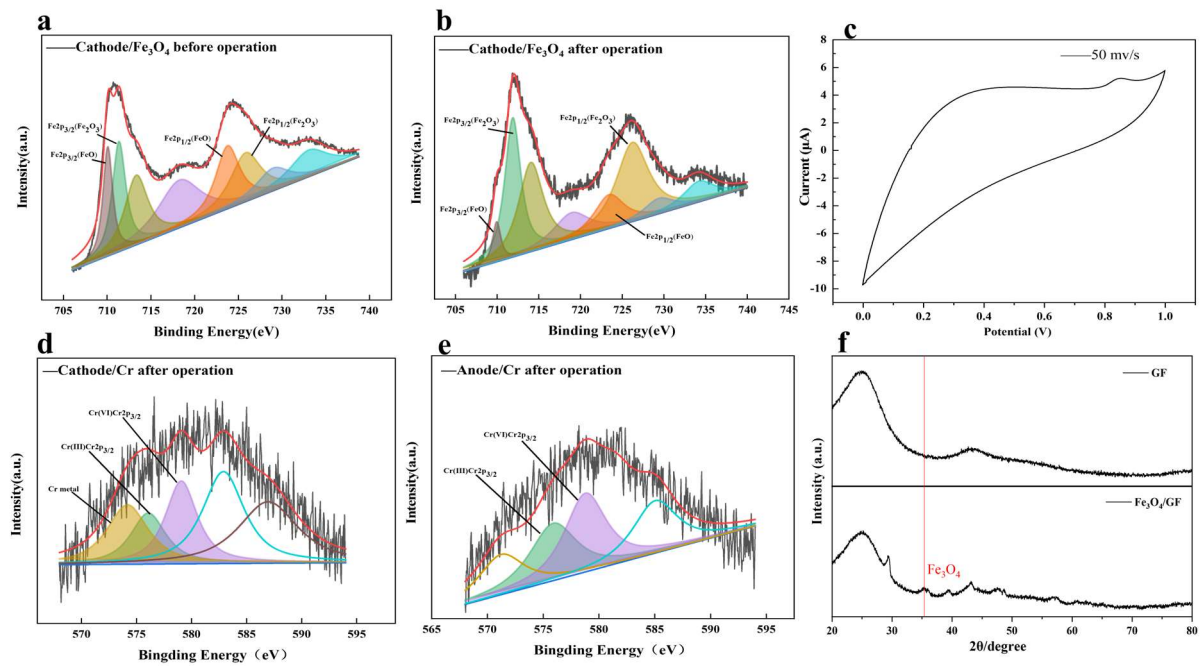 a
Cathode/Fe₃O₄ before operation
Fe2p₃/₂(Fe₂O₃)
Fe2p₃/₂(FeO)
Fe2p₁/₂(FeO)
Fe2p₁/₂(Fe₂O₃)
Intensity(a.u.)
705 710 715 720 725 730 735 740
Binding Energy(eV)
b
Cathode/Fe₃O₄ after operation
Fe2p₃/₂(Fe₂O₃)
Fe2p₁/₂(Fe₂O₃)
Fe2p₃/₂(FeO)
Fe2p₁/₂(FeO)
Intensity(a.u.)
705 710 715 720 725 730 735 740 745
Binding Energy(eV)
c
50 mv/s
8
6
4
2
0
-2
-4
-6
-8
-10
Current (μA)
0.0 0.2 0.4 0.6 0.8 1.0
Potential (V)
d
Cathode/Cr after operation
Cr(VI)Cr2p₃/₂
Cr(III)Cr2p₃/₂
Cr metal
Intensity(a.u.)
570 575 580 585 590 595
Bingding Energy（eV）
e
Anode/Cr after operation
Cr(VI)Cr2p₃/₂
Cr(III)Cr2p₃/₂
Intensity(a.u.)
565 570 575 580 585 590 595
Bingding Energy（eV）
f
GF
Fe₃O₄/GF
Fe₃O₄
Intensity (a.u.)
20 30 40 50 60 70 80
2θ/degree